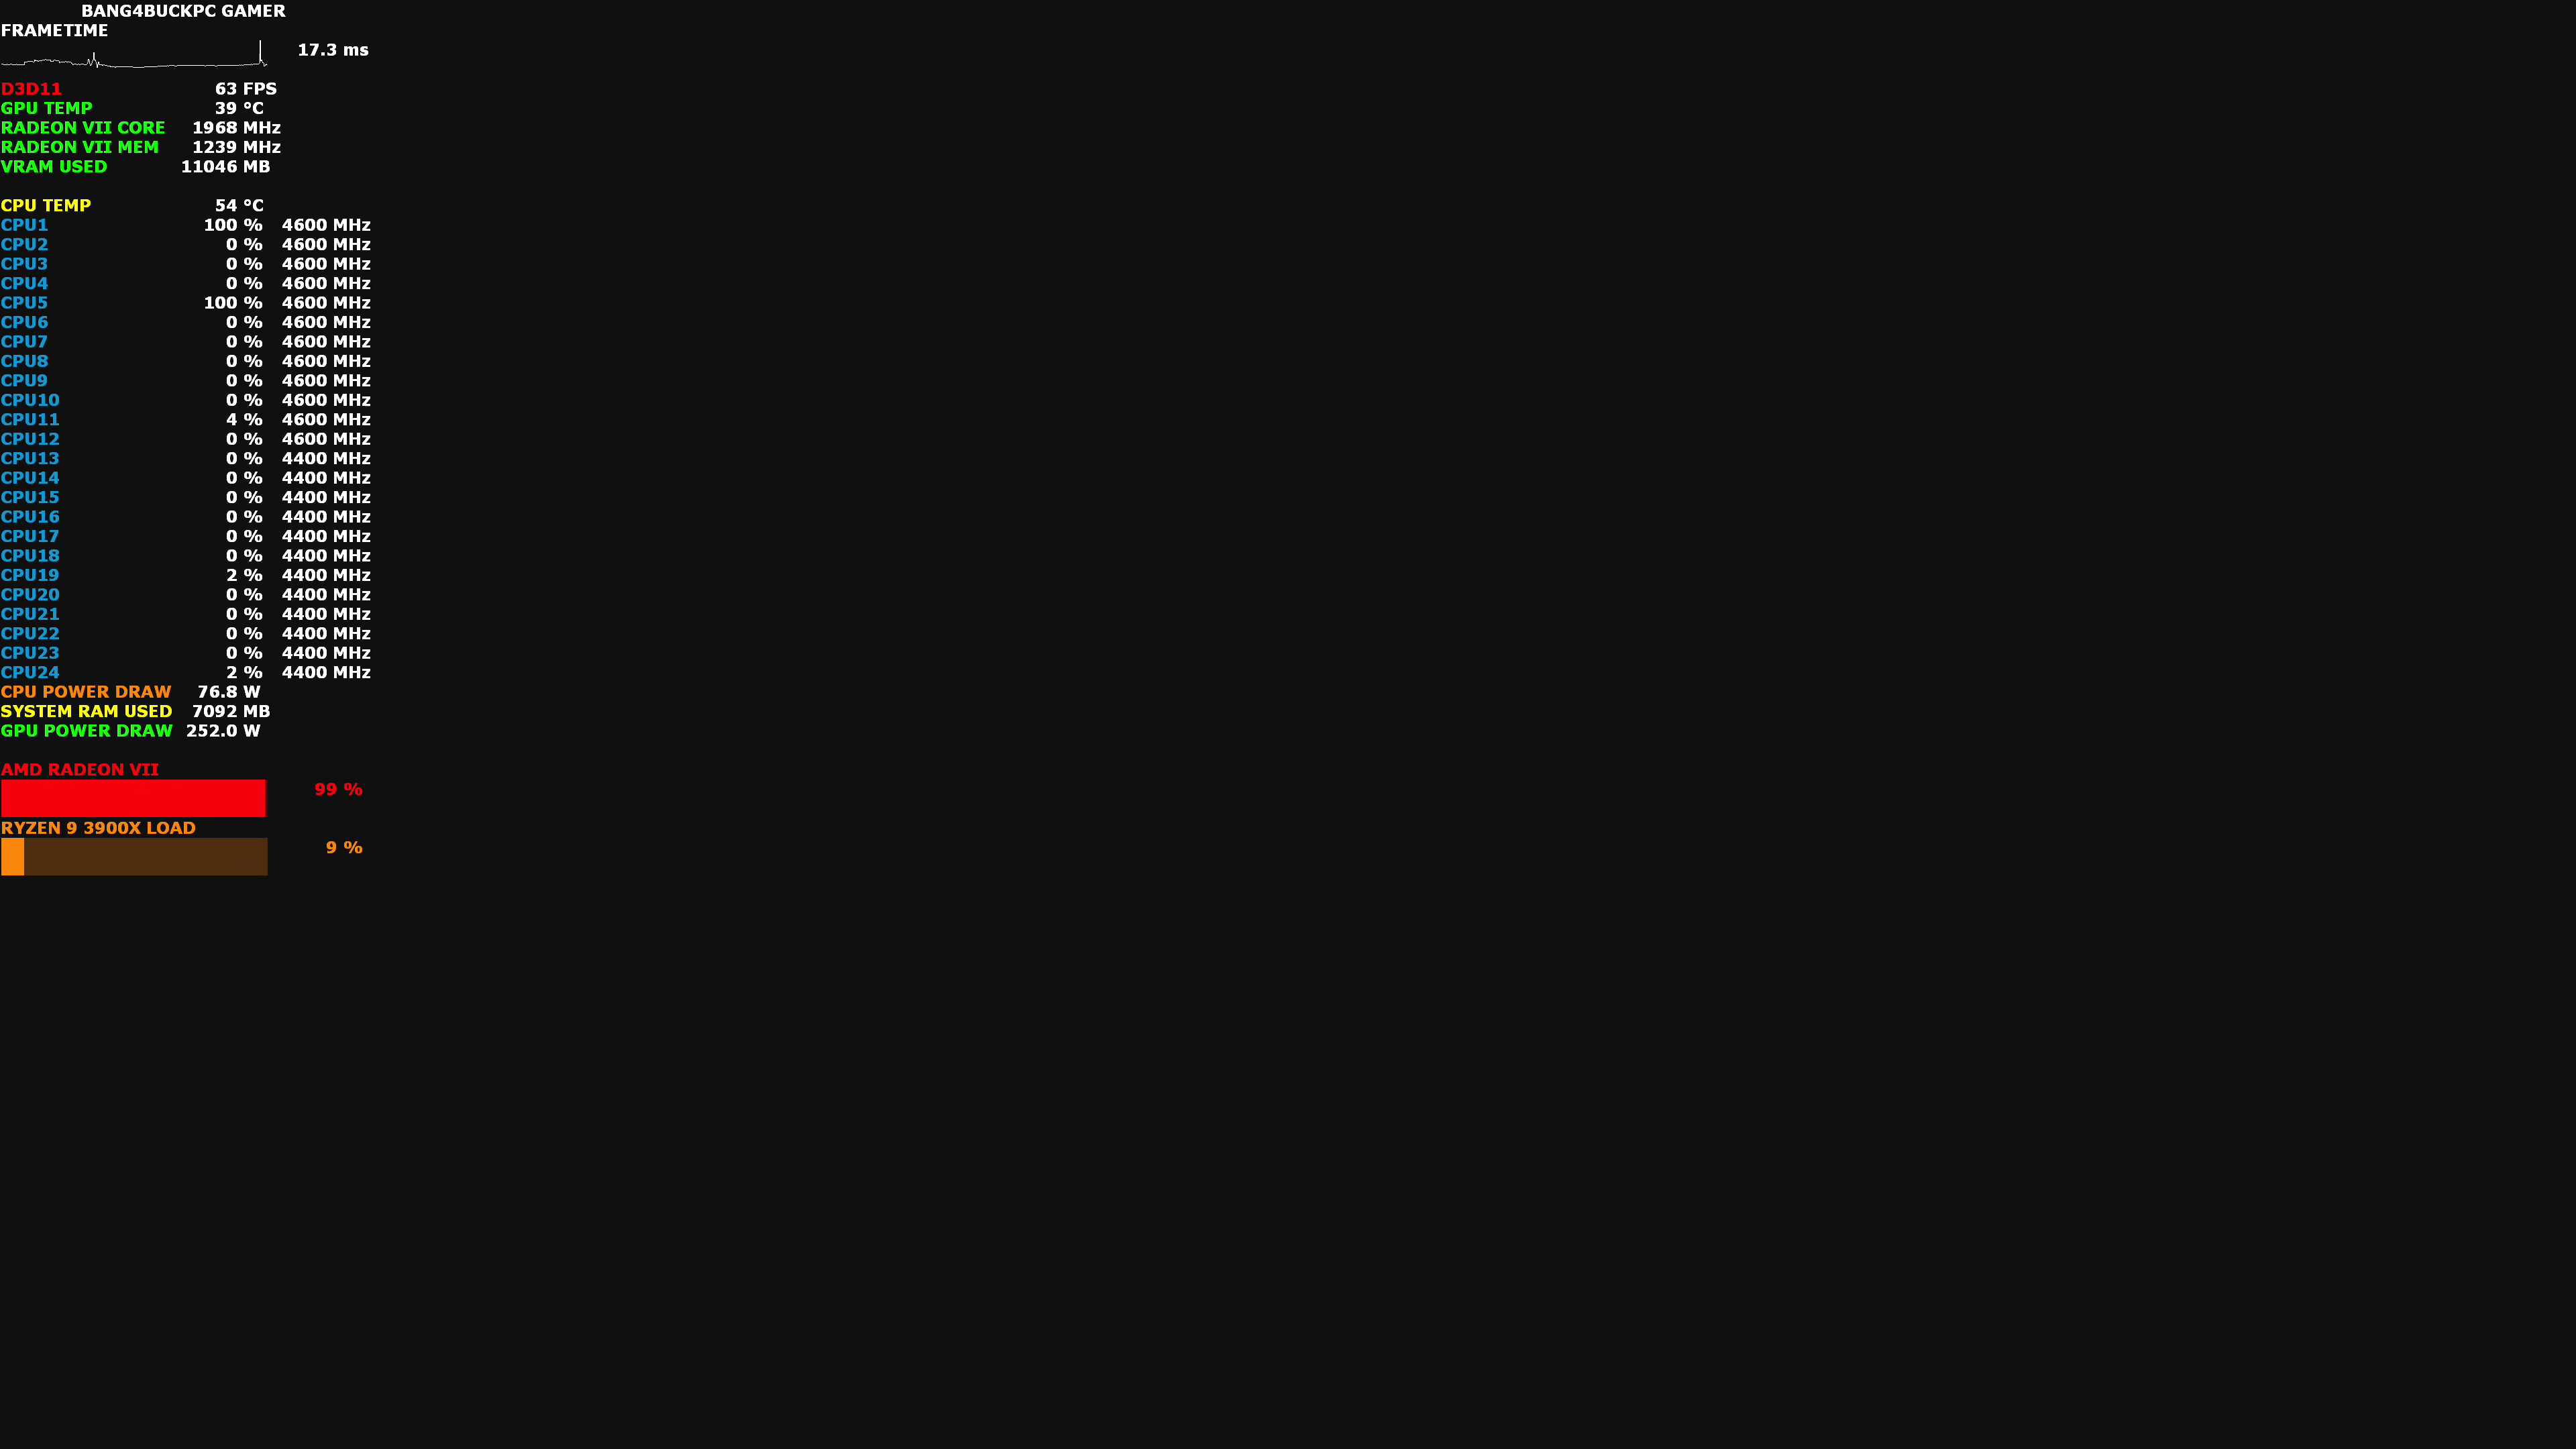 BANG4BUCKPC GAMER
FRAMETIME
17.3 ms
D3D11 63 FPS
GPU TEMP 39 °C
RADEON VII CORE 1968 MHz
RADEON VII MEM 1239 MHz
VRAM USED 11046 MB
CPU TEMP 54 °C
CPU1 100 % 4600 MHz
CPU2 0 % 4600 MHz
CPU3 0 % 4600 MHz
CPU4 0 % 4600 MHz
CPU5 100 % 4600 MHz
CPU6 0 % 4600 MHz
CPU7 0 % 4600 MHz
CPU8 0 % 4600 MHz
CPU9 0 % 4600 MHz
CPU10 0 % 4600 MHz
CPU11 4 % 4600 MHz
CPU12 0 % 4600 MHz
CPU13 0 % 4400 MHz
CPU14 0 % 4400 MHz
CPU15 0 % 4400 MHz
CPU16 0 % 4400 MHz
CPU17 0 % 4400 MHz
CPU18 0 % 4400 MHz
CPU19 2 % 4400 MHz
CPU20 0 % 4400 MHz
CPU21 0 % 4400 MHz
CPU22 0 % 4400 MHz
CPU23 0 % 4400 MHz
CPU24 2 % 4400 MHz
CPU POWER DRAW 76.8 W
SYSTEM RAM USED 7092 MB
GPU POWER DRAW 252.0 W
AMD RADEON VII
99 %
RYZEN 9 3900X LOAD
9 %